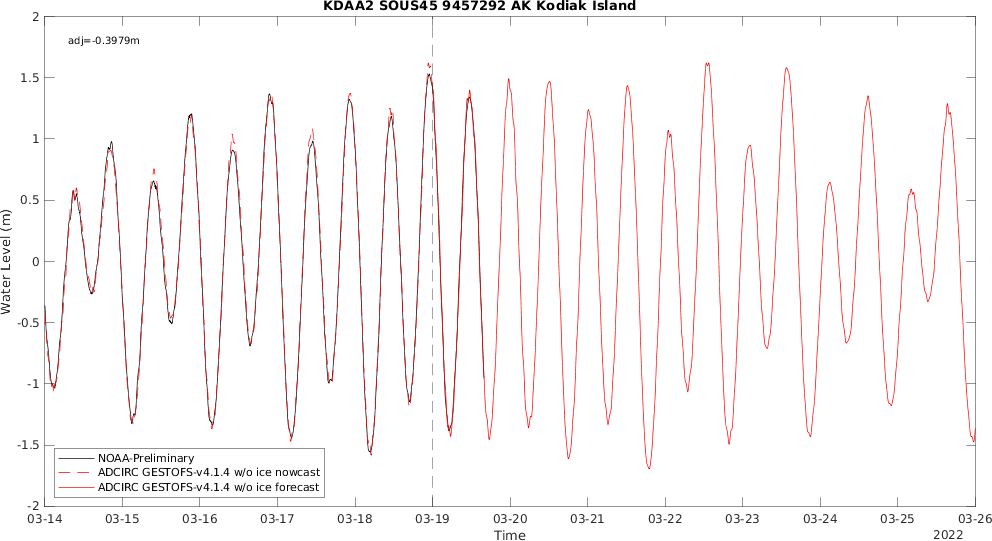 KDAA2 SOUS45 9457292 AK Kodiak Island
adj=-0.3979m
2
1.5
1
0.5
0
-0.5
-1
-1.5
-2
Water Level (m)
NOAA-Preliminary
ADCIRC GESTOFS-v4.1.4 w/o ice nowcast
ADCIRC GESTOFS-v4.1.4 w/o ice forecast
03-14 03-15 03-16 03-17 03-18 03-19 03-20 03-21 03-22 03-23 03-24 03-25 03-26
Time
2022